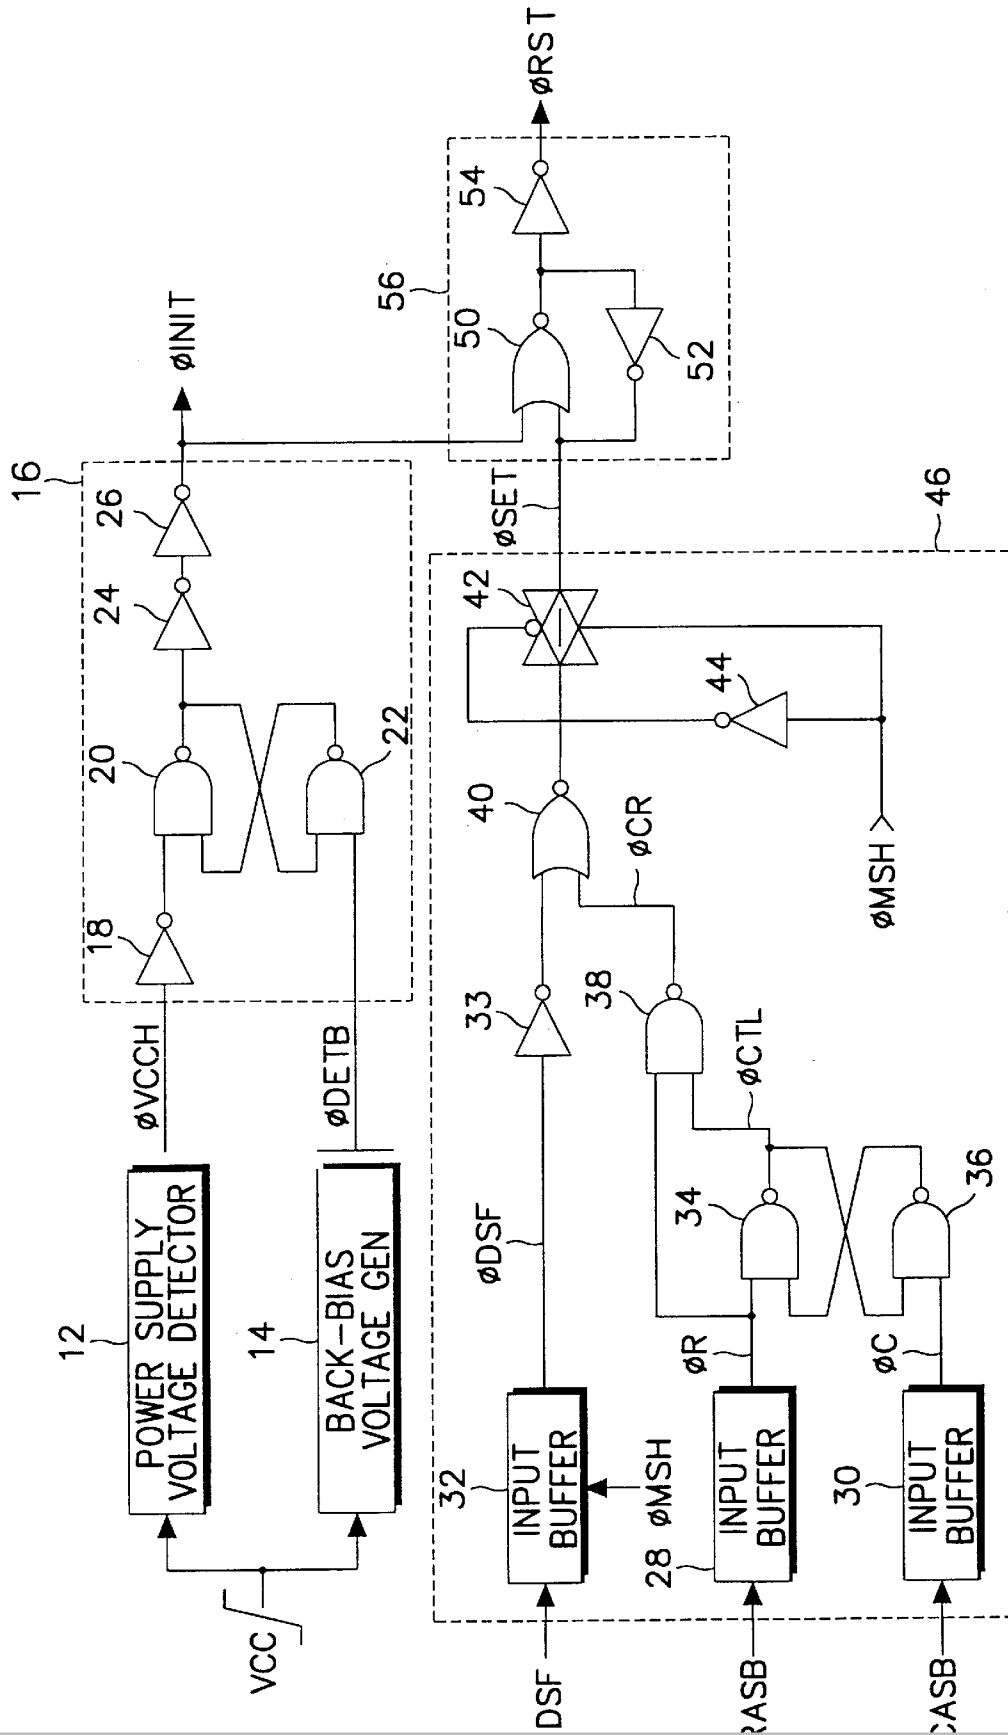 VCC
12
POWER SUPPLY
VOLTAGE DETECTOR
14
BACK-BIAS
VOLTAGE GEN
øVCCH
øDETB
16
18
20
22
24
26
øINIT
DSF
32
INPUT
BUFFER
øMSH
RASB
28
INPUT
BUFFER
CASB
30
INPUT
BUFFER
øDSF
øR
øC
33
34
36
øCTL
38
øCR
40
42
44
øMSH
46
øSET
56
50
52
54
øRST